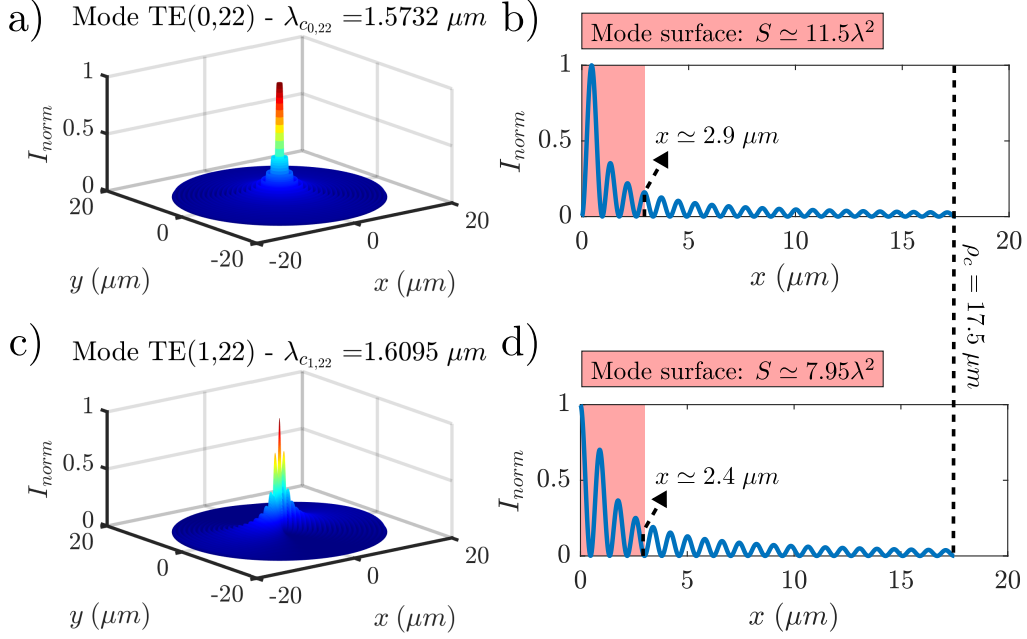 a)
Mode TE(0,22) - λc0,22 =1.5732 μm
1
0.5
0
Inorm
20
0
-20
y (μm)
-20
0
20
x (μm)
b)
Mode surface: S ≃ 11.5λ²
1
0.5
0
Inorm
x ≃ 2.9 μm
0
5
10
15
20
x (μm)
ρc = 17.5 μm
c)
Mode TE(1,22) - λc1,22 =1.6095 μm
1
0.5
0
Inorm
20
0
-20
y (μm)
-20
0
20
x (μm)
d)
Mode surface: S ≃ 7.95λ²
1
0.5
0
Inorm
x ≃ 2.4 μm
0
5
10
15
20
x (μm)